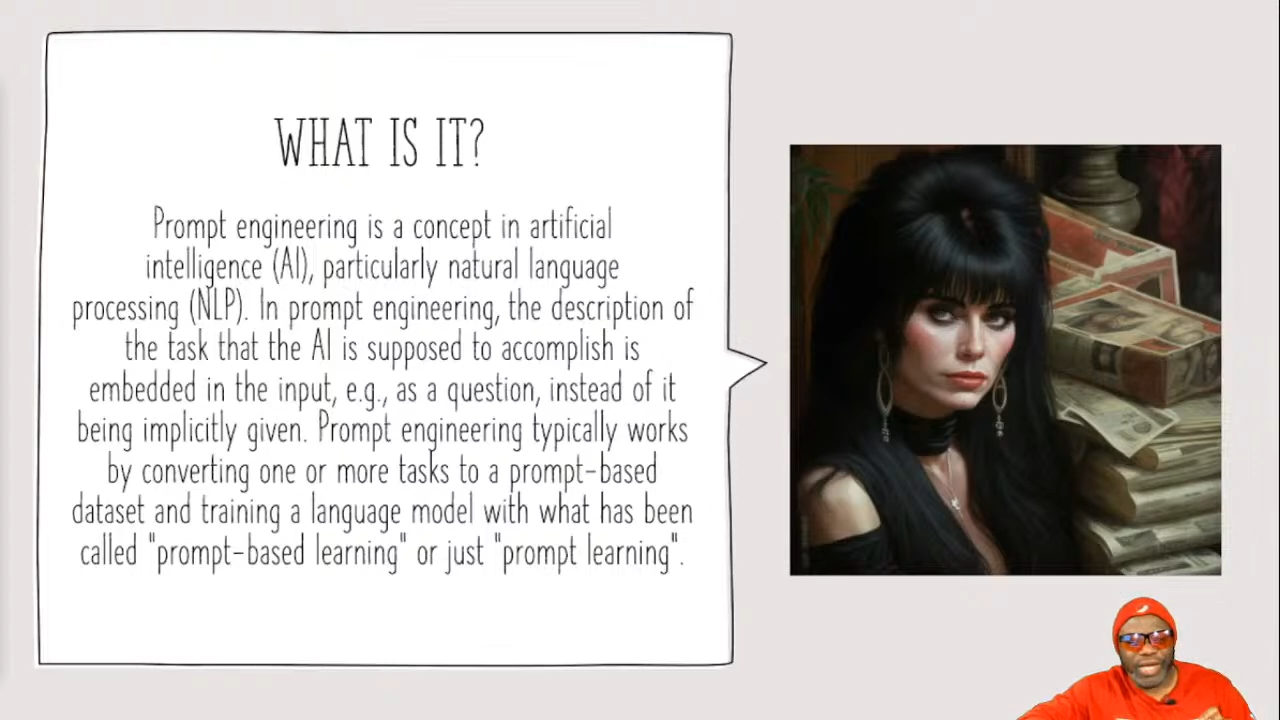 WHAT IS IT?
Prompt engineering is a concept in artificial
intelligence (AI), particularly natural language
processing (NLP). In prompt engineering, the description of
the task that the AI is supposed to accomplish is
embedded in the input, e.g., as a question, instead of it
being implicitly given. Prompt engineering typically works
by converting one or more tasks to a prompt-based
dataset and training a language model with what has been
called "prompt-based learning" or just "prompt learning".